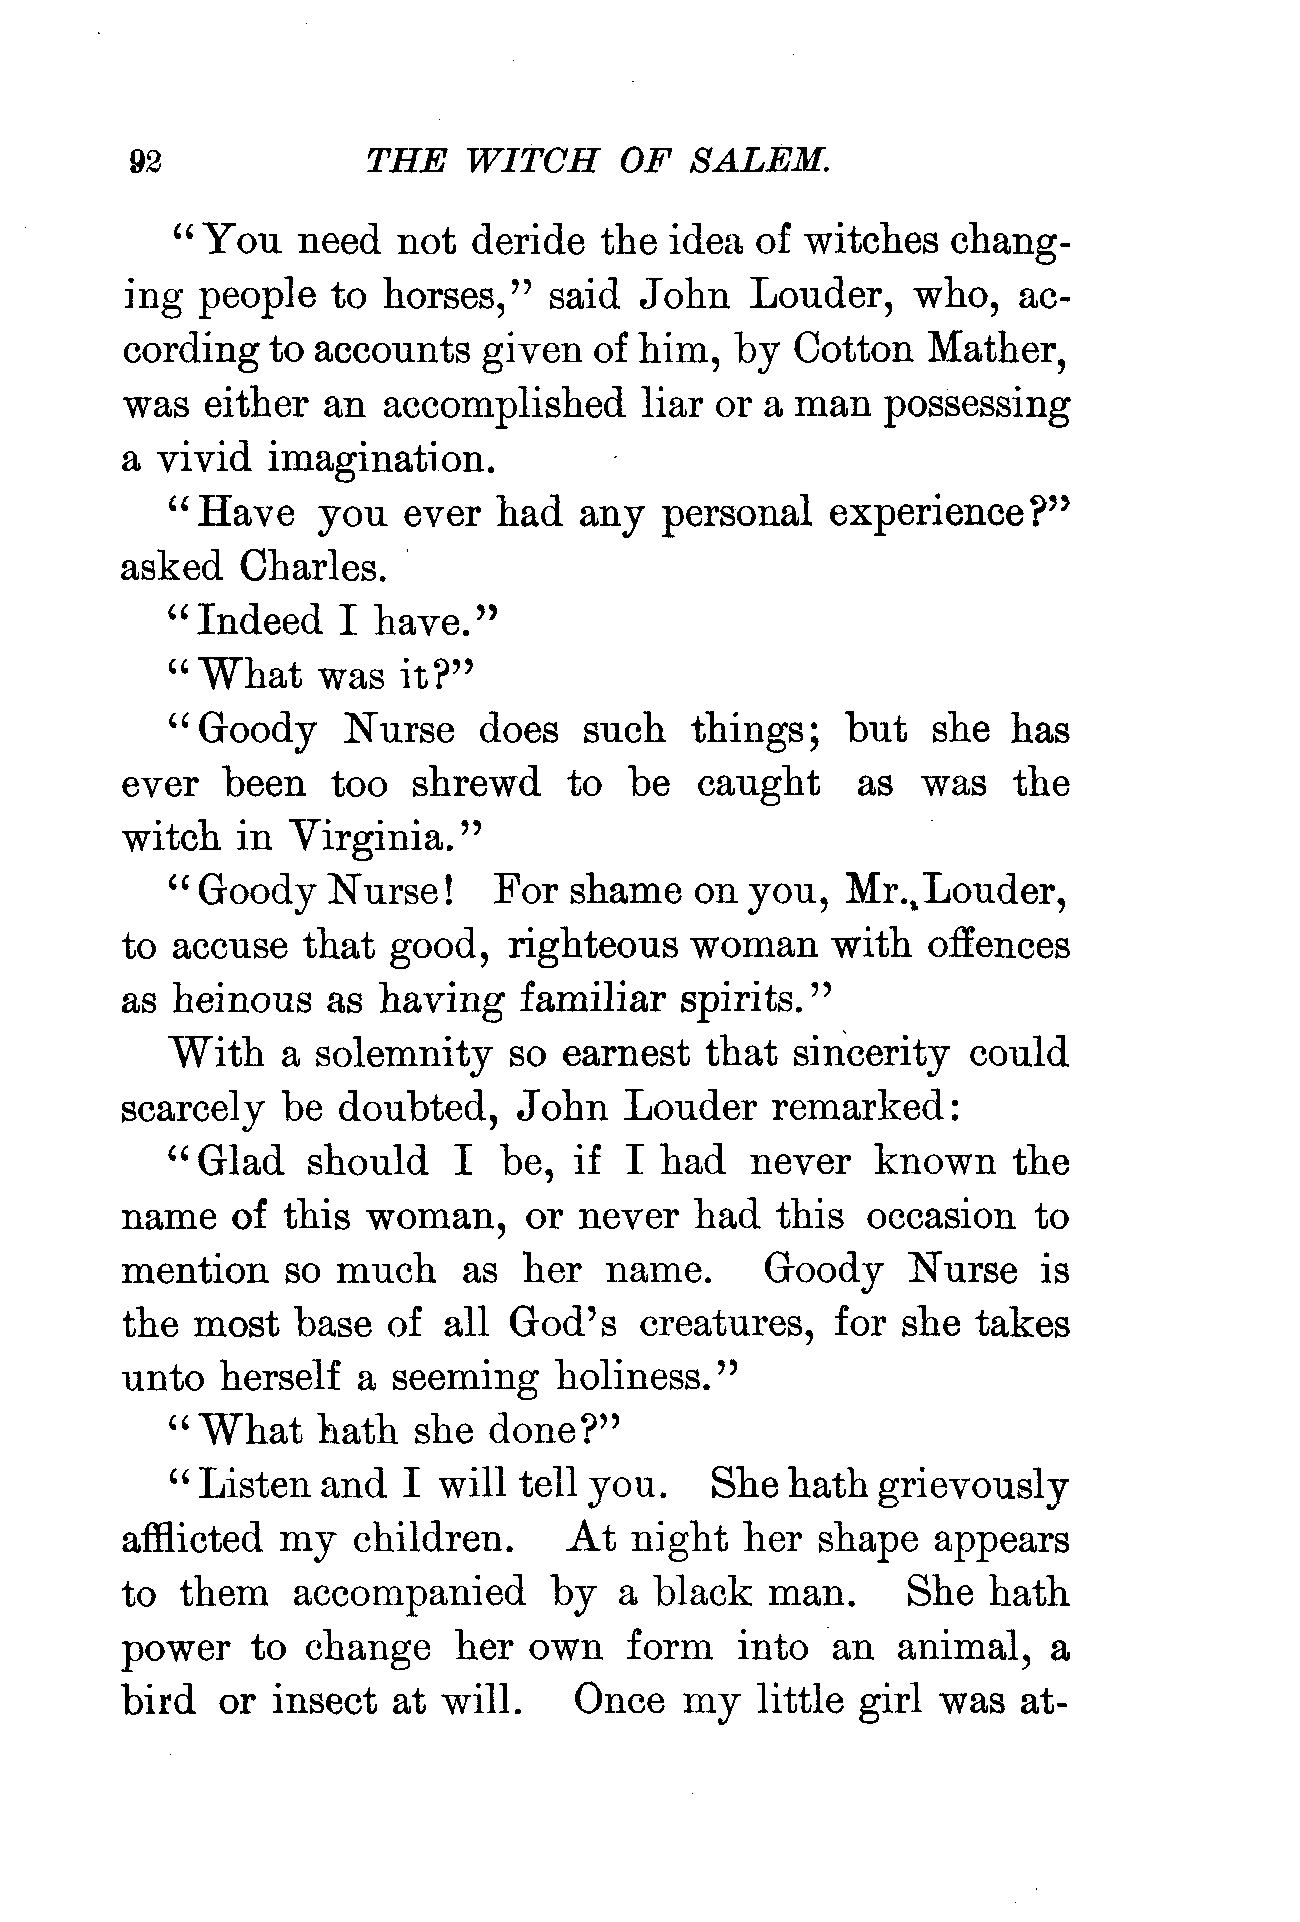 92 THE WITCH OF SALEM.
“You need not deride the idea of witches chang-
ing people to horses,” said John Louder, who, ac-
cording to accounts given of him, by Cotton Mather,
was either an accomplished liar or a man possessing
a vivid imagination.
“Have you ever had any personal experience?”
asked Charles.
“Indeed I have.”
“What was it?”
“Goody Nurse does such things; but she has
ever been too shrewd to be caught as was the
witch in Virginia.”
“Goody Nurse! For shame on you, Mr. Louder,
to accuse that good, righteous woman with offences
as heinous as having familiar spirits.”
With a solemnity so earnest that sincerity could
scarcely be doubted, John Louder remarked:
“Glad should I be, if I had never known the
name of this woman, or never had this occasion to
mention so much as her name. Goody Nurse is
the most base of all God’s creatures, for she takes
unto herself a seeming holiness.”
“What hath she done?”
“Listen and I will tell you. She hath grievously
afflicted my children. At night her shape appears
to them accompanied by a black man. She hath
power to change her own form into an animal, a
bird or insect at will. Once my little girl was at-